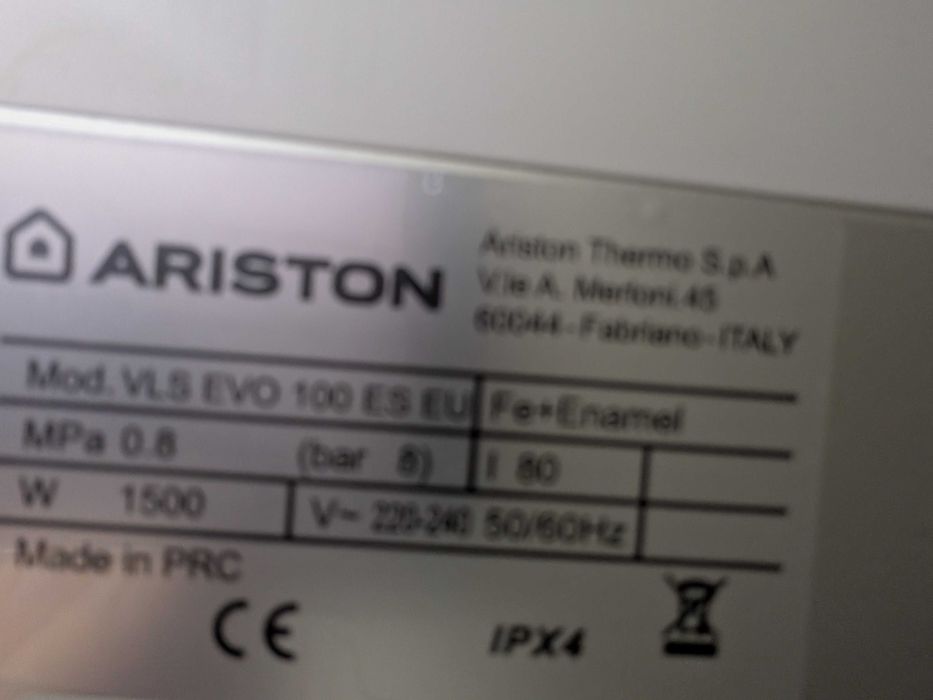 ARISTON
Ariston Thermo S.p.A
V.le A. Merloni,45
60044-Fabriano-ITALY
Mod. VLS EVO 100 ES EU Fe+Enamel
MPa 0.8 (bar 8) l 80
W 1500 V~ 220-240 50/60Hz
Made in PRC
CE IPX4